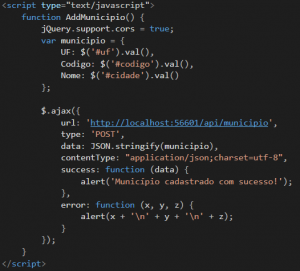 <script type="text/javascript">
function AddMunicipio() {
jQuery.support.cors = true;
var municipio = {
UF: $('#uf').val(),
Codigo: $('#codigo').val(),
Nome: $('#cidade').val()
};
$.ajax({
url: 'http://localhost:56601/api/municipio',
type: 'POST',
data: JSON.stringify(municipio),
contentType: "application/json;charset=utf-8",
success: function (data) {
alert('Município cadastrado com sucesso!');
},
error: function (x, y, z) {
alert(x + '\n' + y + '\n' + z);
}
});
}
</script>